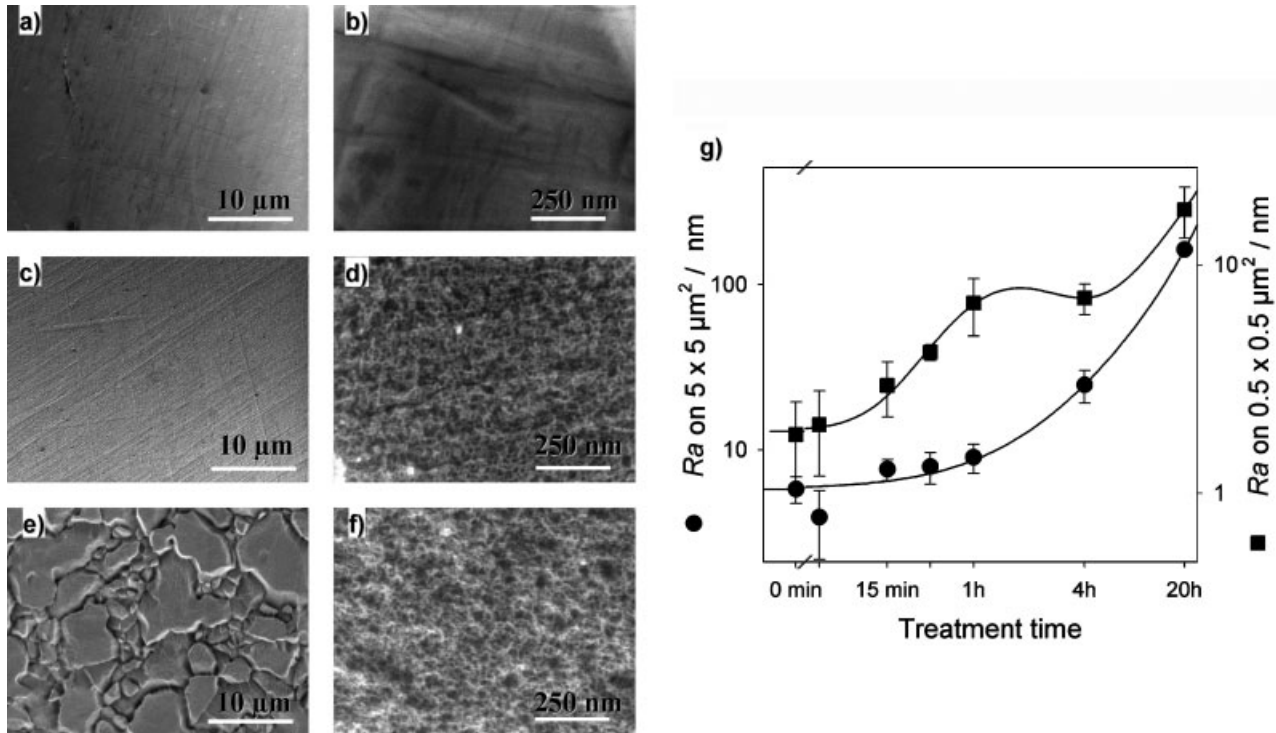 a)
10 µm
b)
250 nm
c)
10 µm
d)
250 nm
e)
10 µm
f)
250 nm
g)
Ra on 5 x 5 µm² / nm
100
10
10²
1
Ra on 0.5 x 0.5 µm² / nm
0 min 15 min 1h 4h 20h
Treatment time